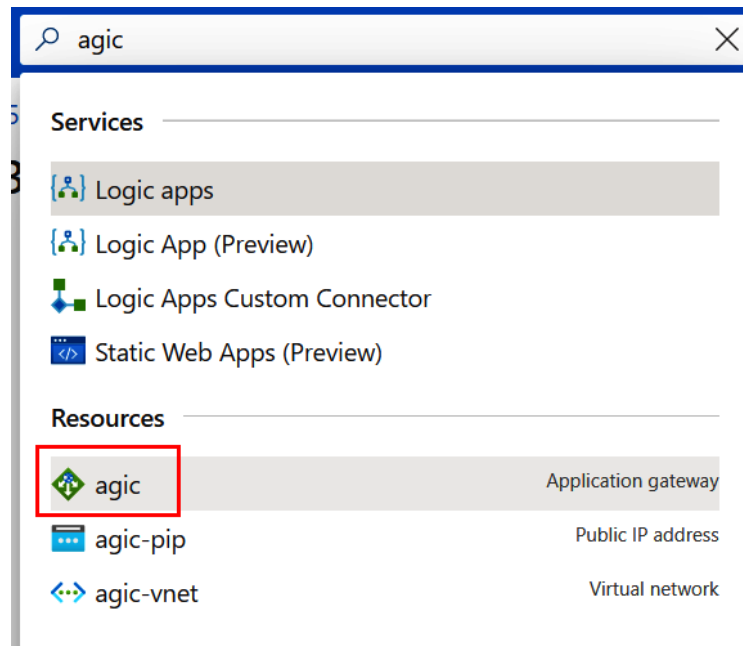 agic
Services
Logic apps
Logic App (Preview)
Logic Apps Custom Connector
Static Web Apps (Preview)
Resources
agic Application gateway
agic-pip Public IP address
agic-vnet Virtual network